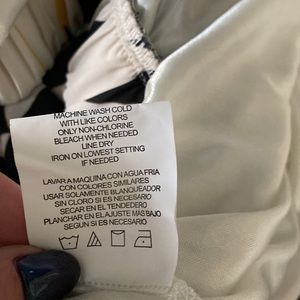 MACHINE WASH COLD
WITH LIKE COLORS
ONLY NON-CHLORINE
BLEACH WHEN NEEDED
LINE DRY
IRON ON LOWEST SETTING
IF NEEDED
LAVAR A MAQUINA CON AGUA FRIA
CON COLORES SIMILARES
USAR SOLAMENTE BLANQUEADOR
SIN CLORO SI ES NECESARIO
SECAR EN EL TENDEDERO
PLANCHAR EN EL AJUSTE MAS BAJO
SEGUN SI ES NECESARIO